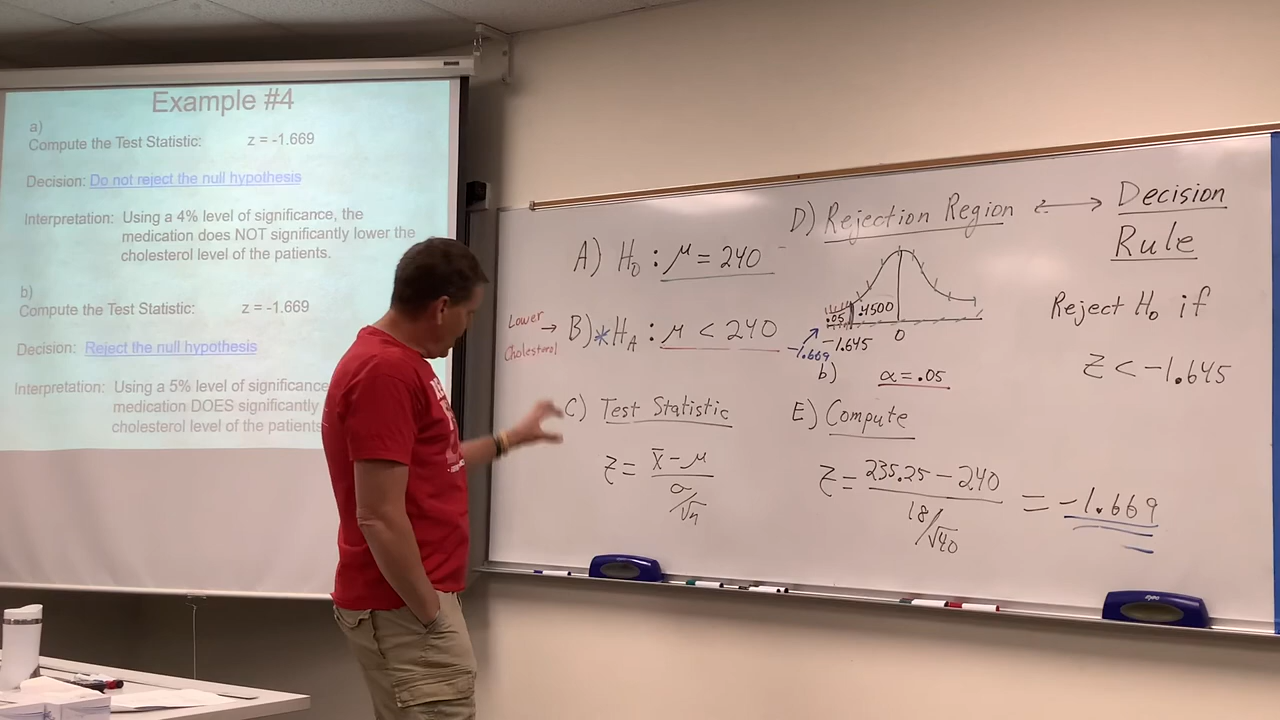 Example #4
a)
Compute the Test Statistic: z = -1.669
Decision: Do not reject the null hypothesis
Interpretation: Using a 4% level of significance, the
medication does NOT significantly lower the
cholesterol level of the patients.
b)
Compute the Test Statistic: z = -1.669
Decision: Reject the null hypothesis
Interpretation: Using a 5% level of significance
medication DOES significantly
cholesterol level of the patients
A) H₀ : μ = 240
Lower
Cholesterol
→ B) *H_A : μ < 240
C) Test Statistic
z = (x̄ - μ) / (σ/√n)
D) Rejection Region ⟷ Decision
Rule
.05 .4500
-1.645 0
-1.669
b)
α = .05
Reject H₀ if
z < -1.645
E) Compute
z = (235.25 - 240) / (18/√40) = -1.669
expo